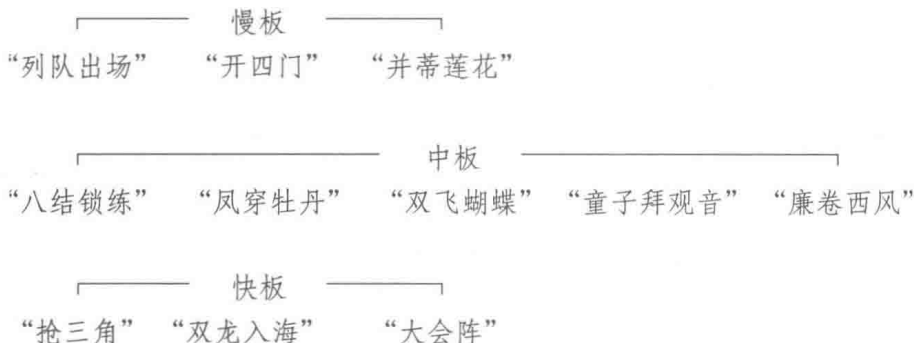 慢板
“列队出场” “开四门” “并蒂莲花”
中板
“八结锁练” “凤穿牡丹” “双飞蝴蝶” “童子拜观音” “廉卷西风”
快板
“抢三角” “双龙入海” “大会阵”